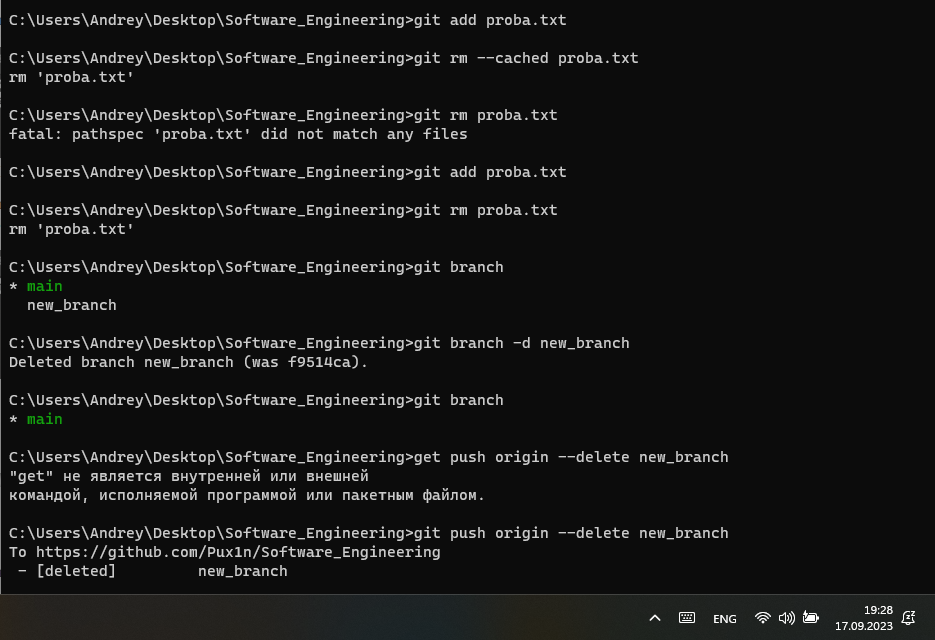 C:\Users\Andrey\Desktop\Software_Engineering>git add proba.txt
C:\Users\Andrey\Desktop\Software_Engineering>git rm --cached proba.txt
rm 'proba.txt'
C:\Users\Andrey\Desktop\Software_Engineering>git rm proba.txt
fatal: pathspec 'proba.txt' did not match any files
C:\Users\Andrey\Desktop\Software_Engineering>git add proba.txt
C:\Users\Andrey\Desktop\Software_Engineering>git rm proba.txt
rm 'proba.txt'
C:\Users\Andrey\Desktop\Software_Engineering>git branch
* main
  new_branch
C:\Users\Andrey\Desktop\Software_Engineering>git branch -d new_branch
Deleted branch new_branch (was f9514ca).
C:\Users\Andrey\Desktop\Software_Engineering>git branch
* main
C:\Users\Andrey\Desktop\Software_Engineering>get push origin --delete new_branch
"get" не является внутренней или внешней
командой, исполняемой программой или пакетным файлом.
C:\Users\Andrey\Desktop\Software_Engineering>git push origin --delete new_branch
To https://github.com/Pux1n/Software_Engineering
 - [deleted]         new_branch
ENG
19:28
17.09.2023